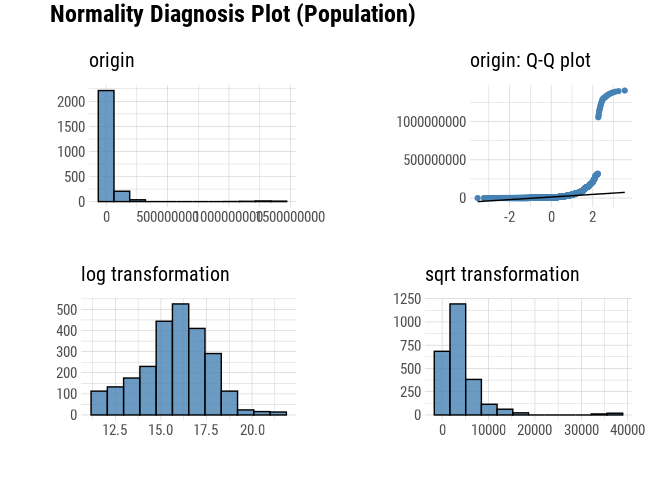 Normality Diagnosis Plot (Population)
origin
2000
1500
1000
500
0
0 500000000 1000000000 1500000000
origin: Q-Q plot
1000000000
500000000
0
-2 0 2
log transformation
500
400
300
200
100
0
12.5 15.0 17.5 20.0
sqrt transformation
1250
1000
750
500
250
0
0 10000 20000 30000 40000